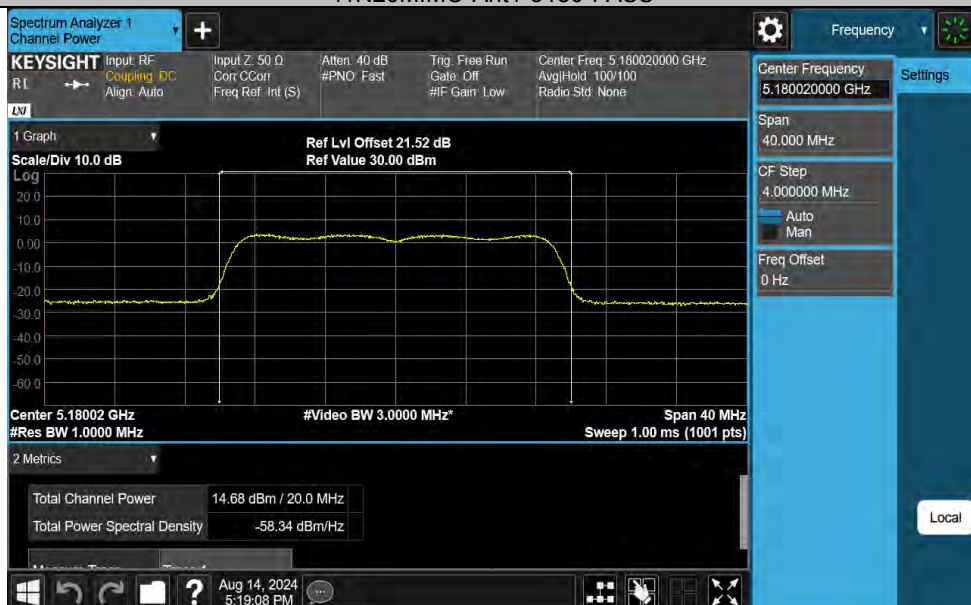 Spectrum Analyzer 1
Channel Power
+
Frequency
KEYSIGHT
Input: RF
Coupling: DC
Align: Auto
Input Z: 50 Ω
Corr CCorr
Freq Ref: Int (S)
Atten: 40 dB
#PNO: Fast
Trig: Free Run
Gate: Off
#IF Gain: Low
Center Freq: 5.180020000 GHz
Avg|Hold: 100/100
Radio Std: None
RL
LXI
Center Frequency
5.180020000 GHz
Settings
Span
40.000 MHz
CF Step
4.000000 MHz
Auto
Man
Freq Offset
0 Hz
1 Graph
Scale/Div 10.0 dB
Ref Lvl Offset 21.52 dB
Ref Value 30.00 dBm
Log
20.0
10.0
0.00
-10.0
-20.0
-30.0
-40.0
-50.0
-60.0
Center 5.18002 GHz
#Res BW 1.0000 MHz
#Video BW 3.0000 MHz*
Span 40 MHz
Sweep 1.00 ms (1001 pts)
2 Metrics
Total Channel Power 14.68 dBm / 20.0 MHz
Total Power Spectral Density -58.34 dBm/Hz
Local
?
Aug 14, 2024
5:19:08 PM